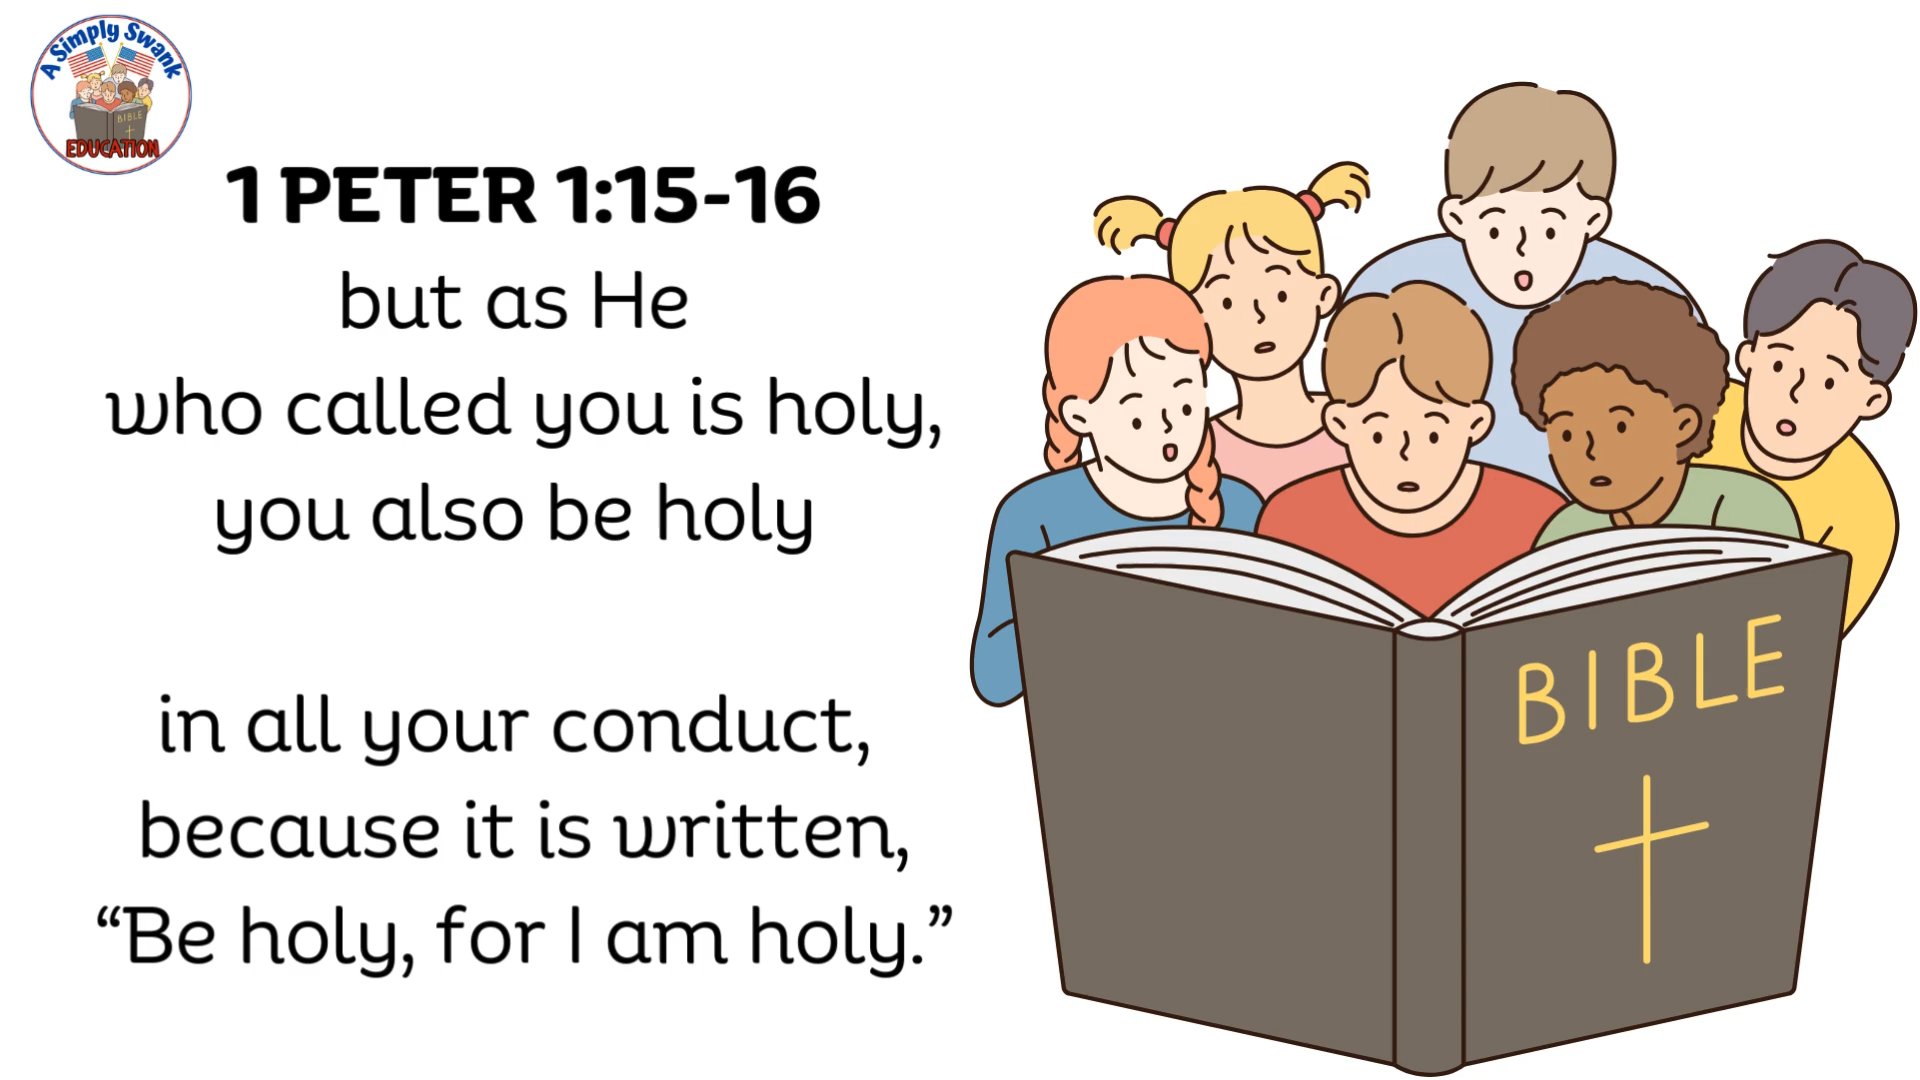 A Simply Swank
BIBLE
EDUCATION
1 PETER 1:15-16
but as He
who called you is holy,
you also be holy
in all your conduct,
because it is written,
“Be holy, for I am holy.”
BIBLE